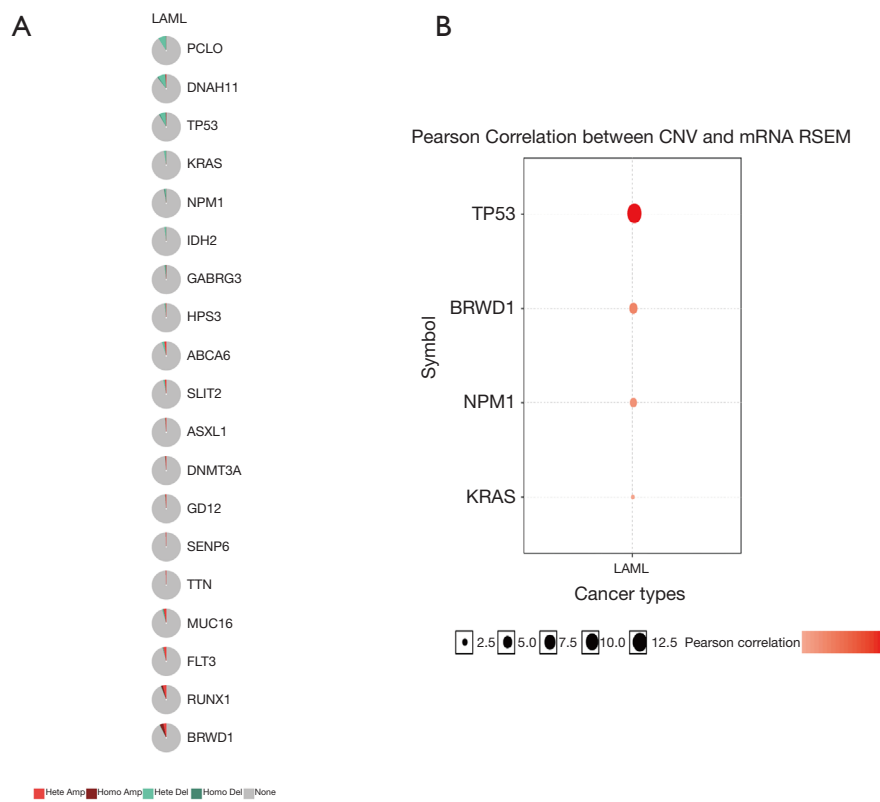 A
LAML
PCLO
DNAH11
TP53
KRAS
NPM1
IDH2
GABRG3
HPS3
ABCA6
SLIT2
ASXL1
DNMT3A
GD12
SENP6
TTN
MUC16
FLT3
RUNX1
BRWD1
Hete Amp Homo Amp Hete Del Homo Del None
B
Pearson Correlation between CNV and mRNA RSEM
Symbol
TP53
BRWD1
NPM1
KRAS
LAML
Cancer types
2.5 5.0 7.5 10.0 12.5 Pearson correlation